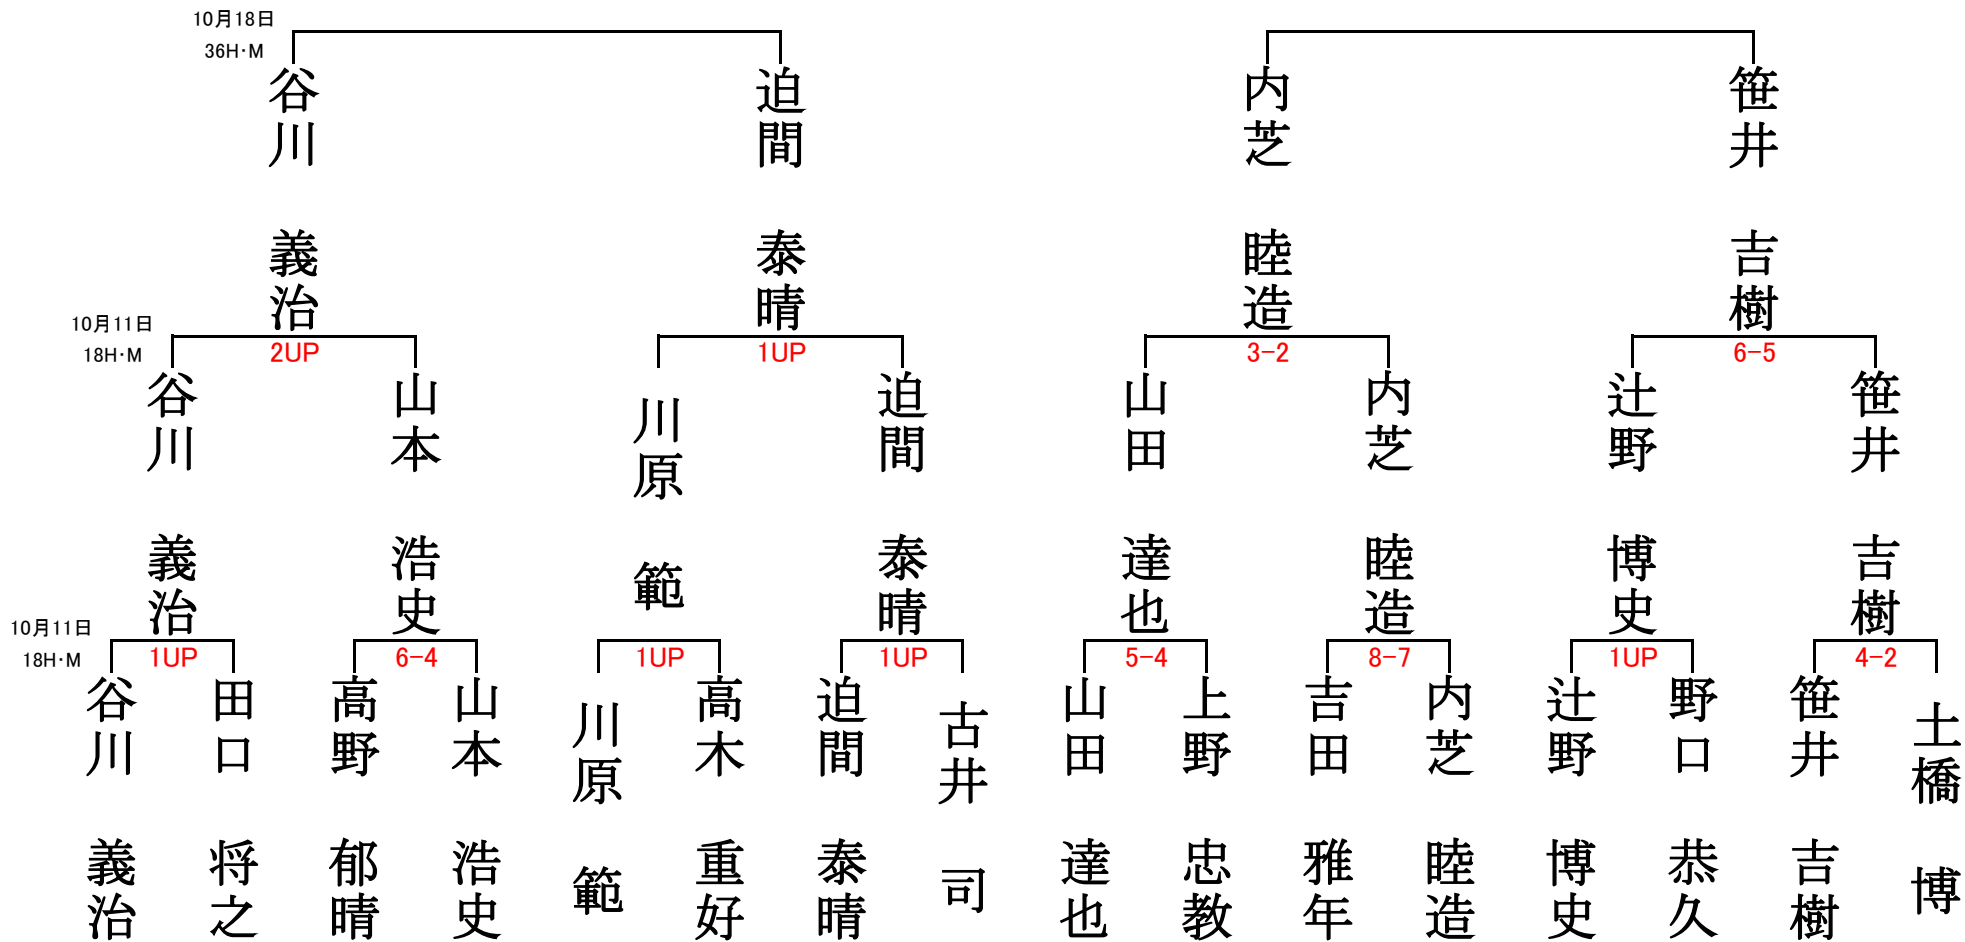 10月18日
36H・M
谷川 義治
迫間 泰晴
内芝 睦造
笹井 吉樹
10月11日
18H・M
2UP
1UP
3-2
6-5
谷川 義治
山本 浩史
川原 範
迫間 泰晴
山田 達也
内芝 睦造
辻野 博史
笹井 吉樹
10月11日
18H・M
1UP
6-4
1UP
1UP
5-4
8-7
1UP
4-2
谷川 義治
田口 将之
高野 郁晴
山本 浩史
川原 範
高木 重好
迫間 泰晴
古井 司
山田 達也
上野 忠教
吉田 雅年
内芝 睦造
辻野 博史
野口 恭久
笹井 吉樹
土橋 博